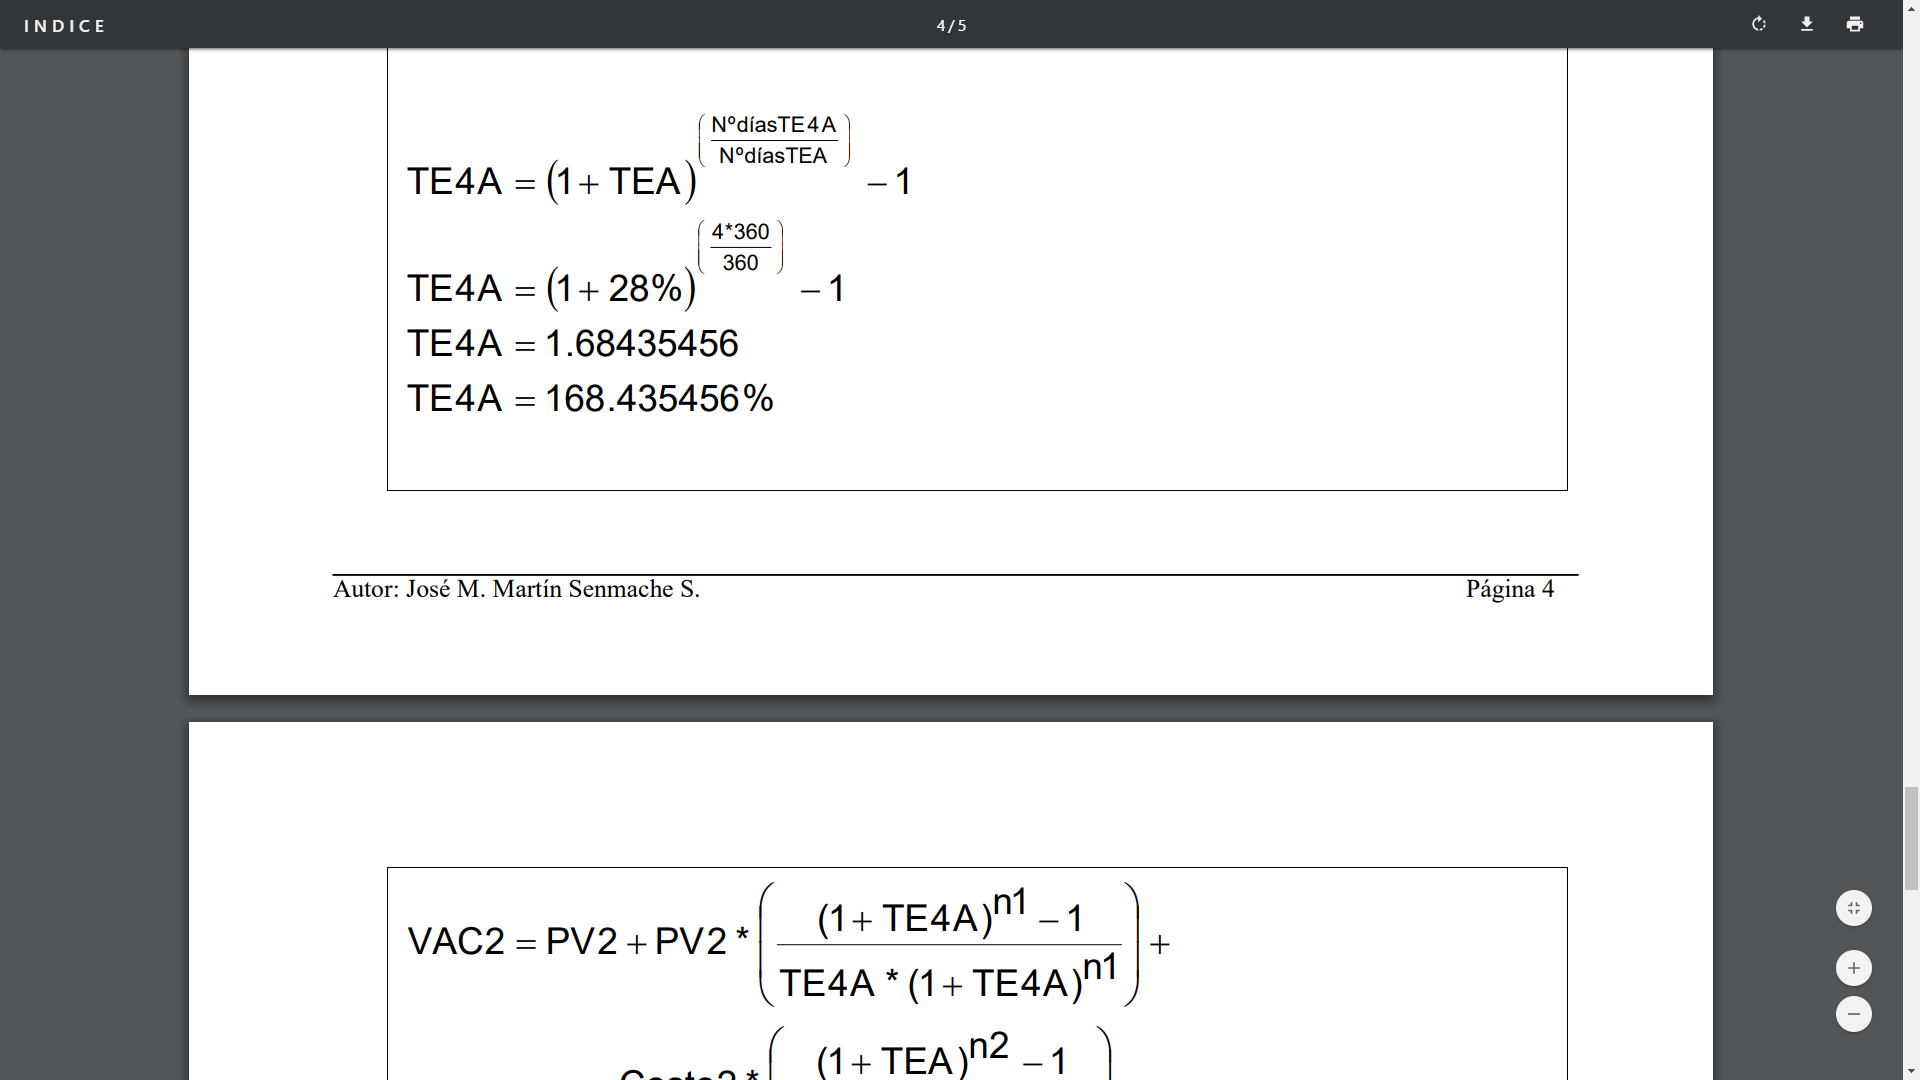 INDICE
4/5
TE4A = (1 + TEA)^(NºdíasTE4A / NºdíasTEA) − 1
TE4A = (1 + 28%)^(4*360 / 360) − 1
TE4A = 1.68435456
TE4A = 168.435456%
Autor: José M. Martín Senmache S.
Página 4
VAC2 = PV2 + PV2 * ( (1 + TE4A)^n1 − 1 / TE4A * (1 + TE4A)^n1 ) +
(1 + TEA)^n2 − 1